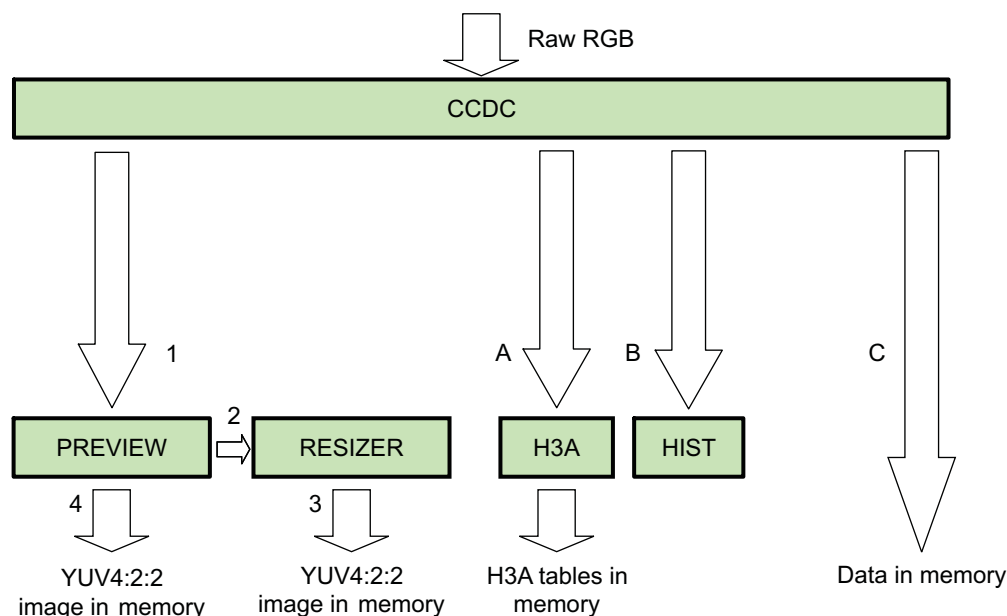 Raw RGB
CCDC
1
A
B
C
PREVIEW
2
RESIZER
H3A
HIST
4
3
YUV4:2:2
image in memory
YUV4:2:2
image in memory
H3A tables in
memory
Data in memory